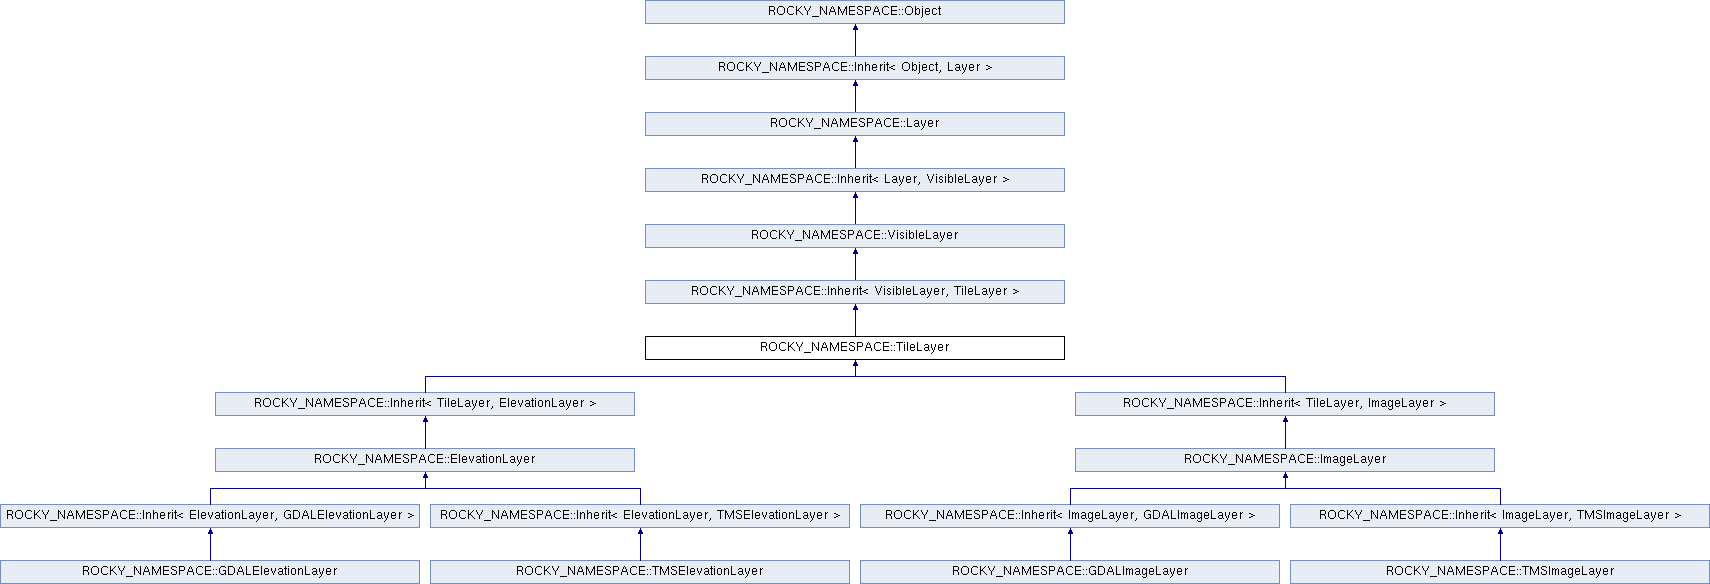 ROCKY_NAMESPACE::Object
ROCKY_NAMESPACE::Inherit< Object, Layer >
ROCKY_NAMESPACE::Layer
ROCKY_NAMESPACE::Inherit< Layer, VisibleLayer >
ROCKY_NAMESPACE::VisibleLayer
ROCKY_NAMESPACE::Inherit< VisibleLayer, TileLayer >
ROCKY_NAMESPACE::TileLayer
ROCKY_NAMESPACE::Inherit< TileLayer, ElevationLayer >
ROCKY_NAMESPACE::Inherit< TileLayer, ImageLayer >
ROCKY_NAMESPACE::ElevationLayer
ROCKY_NAMESPACE::ImageLayer
ROCKY_NAMESPACE::Inherit< ElevationLayer, GDALElevationLayer >
ROCKY_NAMESPACE::Inherit< ElevationLayer, TMSElevationLayer >
ROCKY_NAMESPACE::Inherit< ImageLayer, GDALImageLayer >
ROCKY_NAMESPACE::Inherit< ImageLayer, TMSImageLayer >
ROCKY_NAMESPACE::GDALElevationLayer
ROCKY_NAMESPACE::TMSElevationLayer
ROCKY_NAMESPACE::GDALImageLayer
ROCKY_NAMESPACE::TMSImageLayer